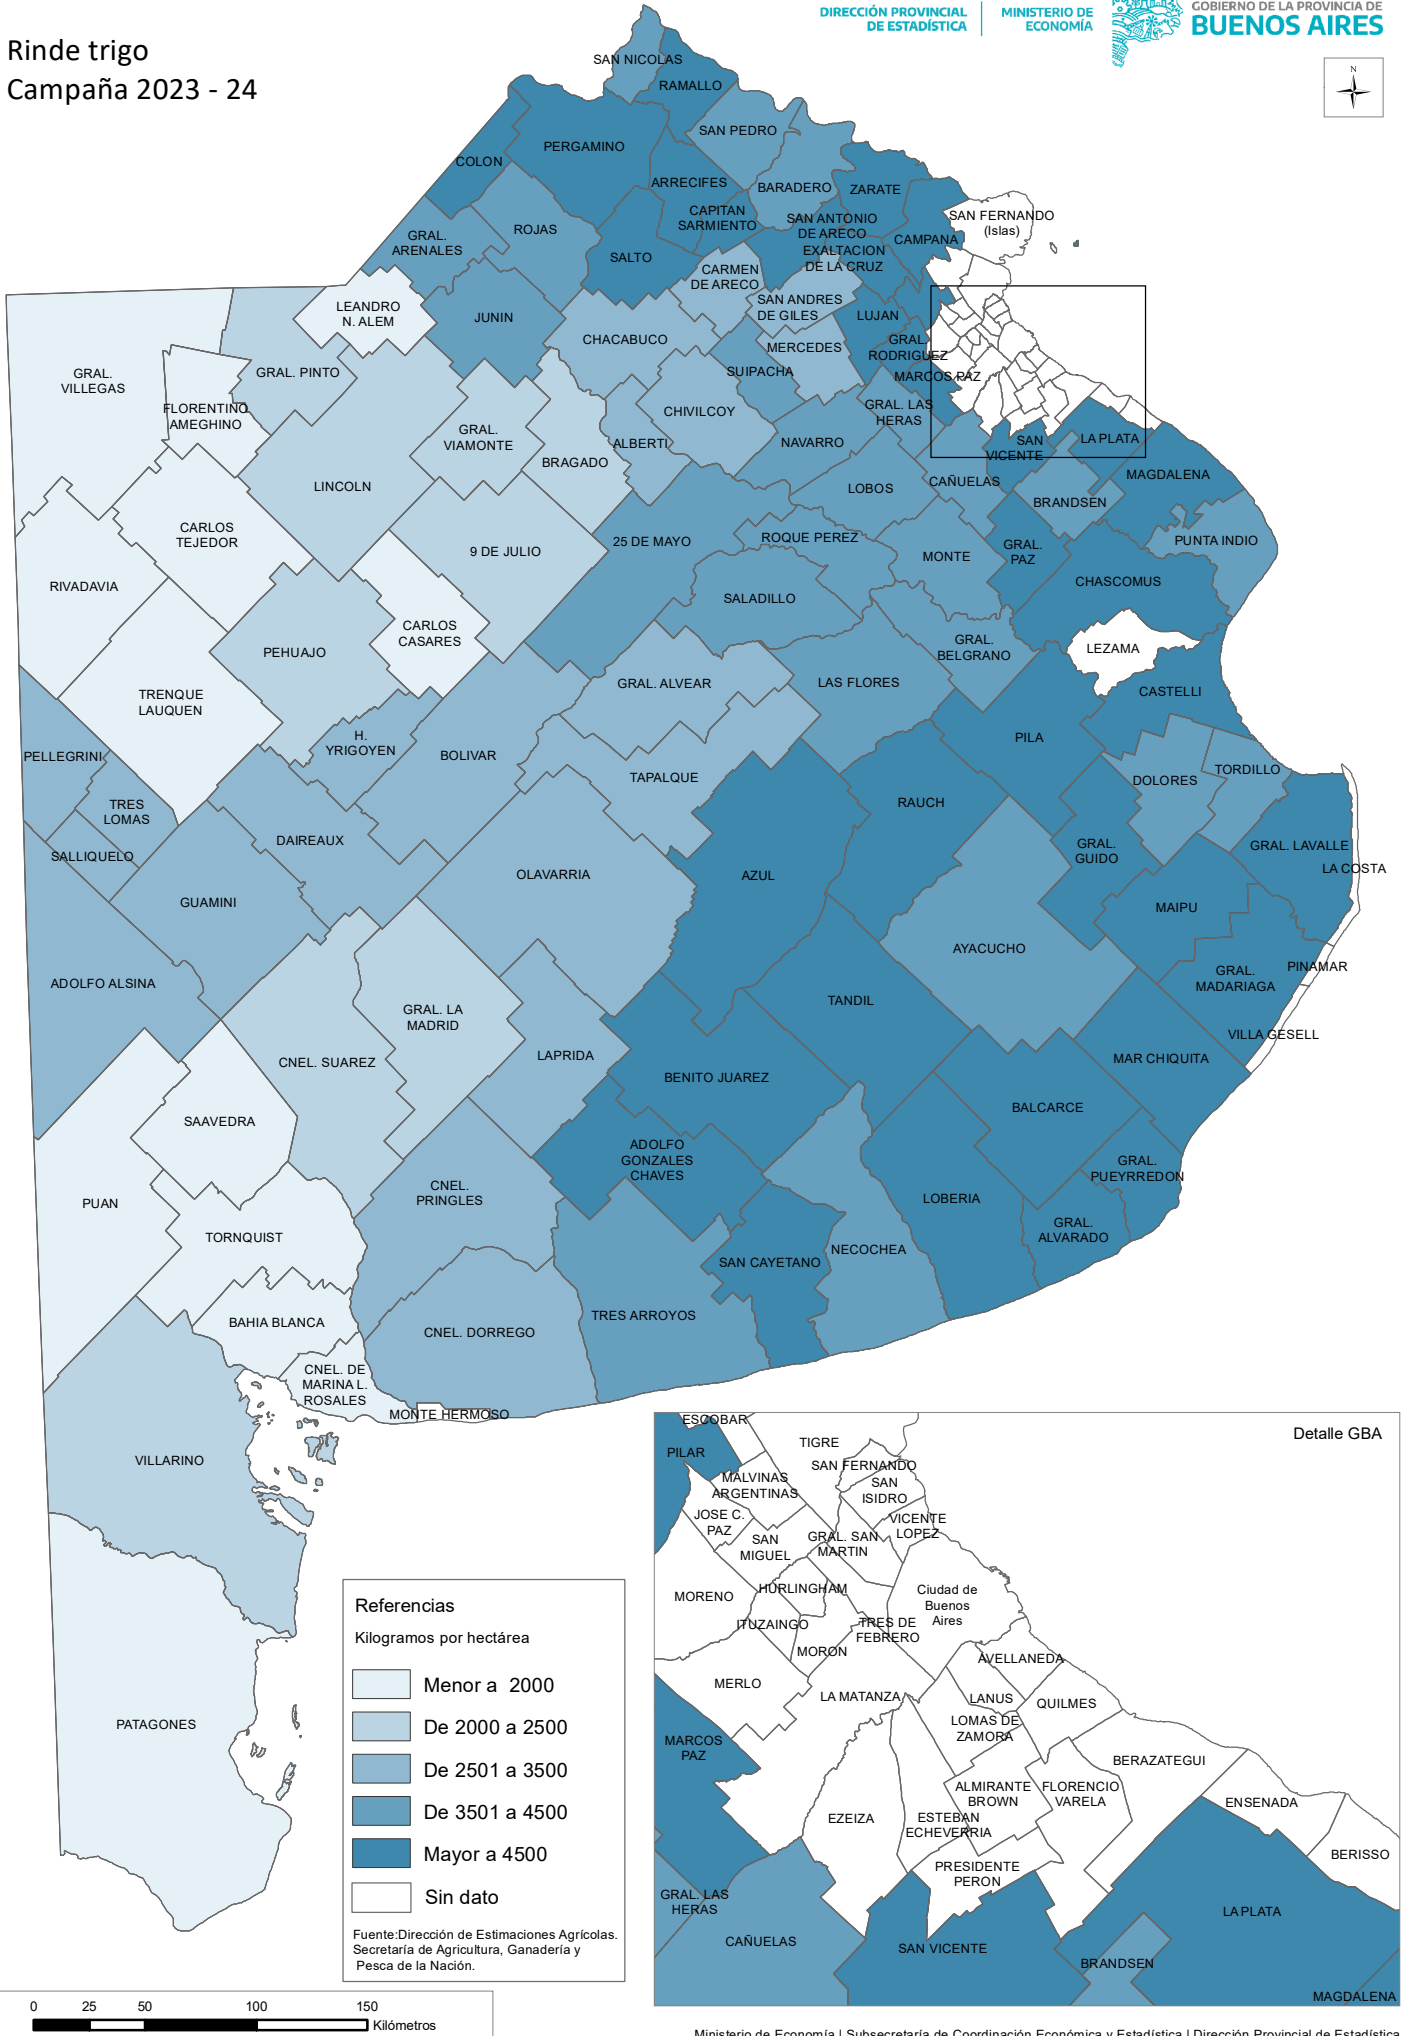 Rinde trigo
Campaña 2023 - 24
DIRECCIÓN PROVINCIAL
DE ESTADÍSTICA
MINISTERIO DE
ECONOMÍA
GOBIERNO DE LA PROVINCIA DE
BUENOS AIRES
N
SAN NICOLAS
RAMALLO
SAN PEDRO
PERGAMINO
COLON
ARRECIFES
BARADERO
ZARATE
CAPITAN
SARMIENTO
SAN ANTONIO
DE ARECO
SAN FERNANDO
(Islas)
CAMPANA
ROJAS
GRAL.
ARENALES
SALTO
EXALTACION
DE LA CRUZ
CARMEN
DE ARECO
LEANDRO
N. ALEM
JUNIN
SAN ANDRES
DE GILES
LUJAN
CHACABUCO
MERCEDES
GRAL.
RODRIGUEZ
GRAL.
VILLEGAS
GRAL. PINTO
SUIPACHA
MARCOS PAZ
FLORENTINO
AMEGHINO
CHIVILCOY
GRAL. LAS
HERAS
GRAL.
VIAMONTE
ALBERTI
NAVARRO
SAN
VICENTE
LA PLATA
BRAGADO
LINCOLN
LOBOS
CAÑUELAS
MAGDALENA
BRANDSEN
CARLOS
TEJEDOR
9 DE JULIO
25 DE MAYO
ROQUE PEREZ
MONTE
GRAL.
PAZ
PUNTA INDIO
RIVADAVIA
CHASCOMUS
SALADILLO
CARLOS
CASARES
PEHUAJO
GRAL.
BELGRANO
LEZAMA
TRENQUE
LAUQUEN
GRAL. ALVEAR
LAS FLORES
CASTELLI
H.
YRIGOYEN
PELLEGRINI
BOLIVAR
PILA
TAPALQUE
DOLORES
TORDILLO
TRES
LOMAS
RAUCH
DAIREAUX
SALLIQUELO
GRAL.
GUIDO
GRAL. LAVALLE
LA COSTA
OLAVARRIA
AZUL
GUAMINI
MAIPU
AYACUCHO
PINAMAR
ADOLFO ALSINA
GRAL.
MADARIAGA
TANDIL
GRAL. LA
MADRID
VILLA GESELL
LAPRIDA
MAR CHIQUITA
CNEL. SUAREZ
BENITO JUAREZ
BALCARCE
SAAVEDRA
ADOLFO
GONZALES
CHAVES
GRAL.
PUEYRREDON
CNEL.
PRINGLES
PUAN
LOBERIA
GRAL.
ALVARADO
TORNQUIST
NECOCHEA
SAN CAYETANO
TRES ARROYOS
BAHIA BLANCA
CNEL. DORREGO
CNEL. DE
MARINA L.
ROSALES
MONTE HERMOSO
VILLARINO
PATAGONES
Referencias
Kilogramos por hectárea
Menor a 2000
De 2000 a 2500
De 2501 a 3500
De 3501 a 4500
Mayor a 4500
Sin dato
Fuente:Dirección de Estimaciones Agrícolas.
Secretaría de Agricultura, Ganadería y
Pesca de la Nación.
0 25 50 100 150
Kilómetros
Detalle GBA
ESCOBAR
TIGRE
PILAR
SAN FERNANDO
MALVINAS
ARGENTINAS
SAN
ISIDRO
JOSE C.
PAZ
VICENTE
LOPEZ
SAN
MIGUEL
GRAL. SAN
MARTIN
MORENO
HURLINGHAM
Ciudad de
Buenos
Aires
ITUZAINGO
TRES DE
FEBRERO
MORON
AVELLANEDA
MERLO
LA MATANZA
LANUS
QUILMES
LOMAS DE
ZAMORA
MARCOS
PAZ
BERAZATEGUI
ALMIRANTE
BROWN
FLORENCIO
VARELA
ENSENADA
EZEIZA
ESTEBAN
ECHEVERRIA
BERISSO
PRESIDENTE
PERON
GRAL. LAS
HERAS
LA PLATA
CAÑUELAS
SAN VICENTE
BRANDSEN
MAGDALENA
Ministerio de Economía | Subsecretaría de Coordinación Económica y Estadística | Dirección Provincial de Estadística